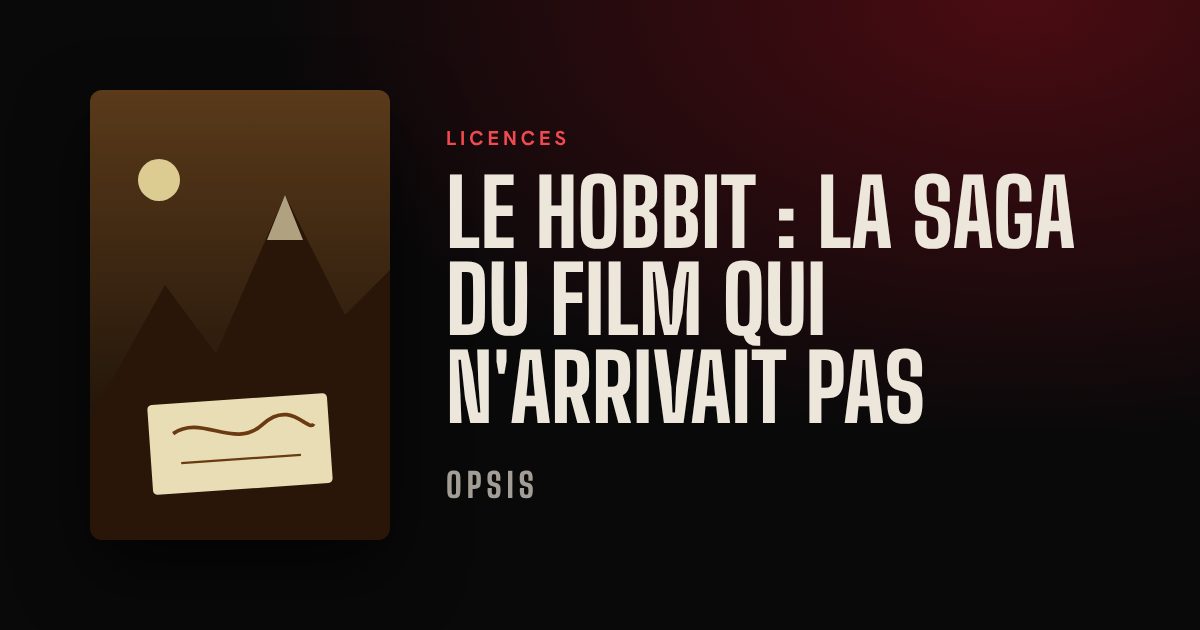 LICENCES
LE HOBBIT : LA SAGA
DU FILM QUI
N'ARRIVAIT PAS
OPSIS